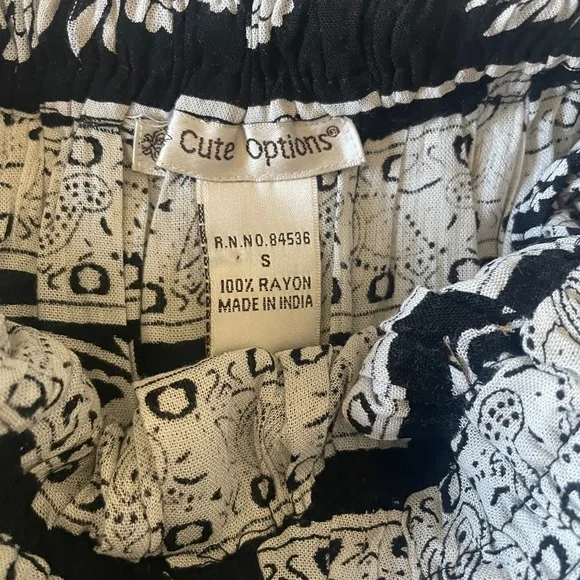 Cute Options®
R.N.NO.84536
S
100% RAYON
MADE IN INDIA